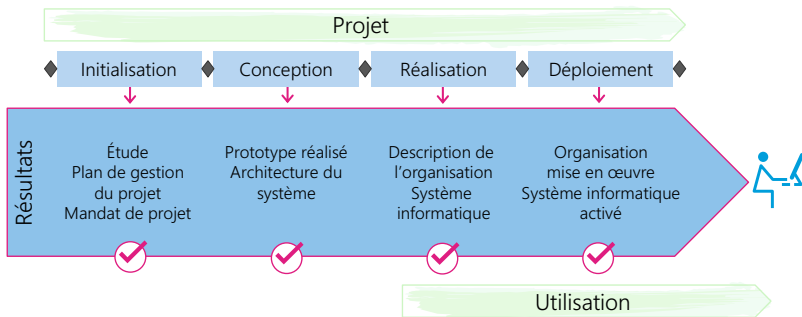 Projet
Initialisation
Conception
Réalisation
Déploiement
Résultats
Étude
Plan de gestion
du projet
Mandat de projet
Prototype réalisé
Architecture du
système
Description de
l'organisation
Système
informatique
Organisation
mise en œuvre
Système informatique
activé
Utilisation